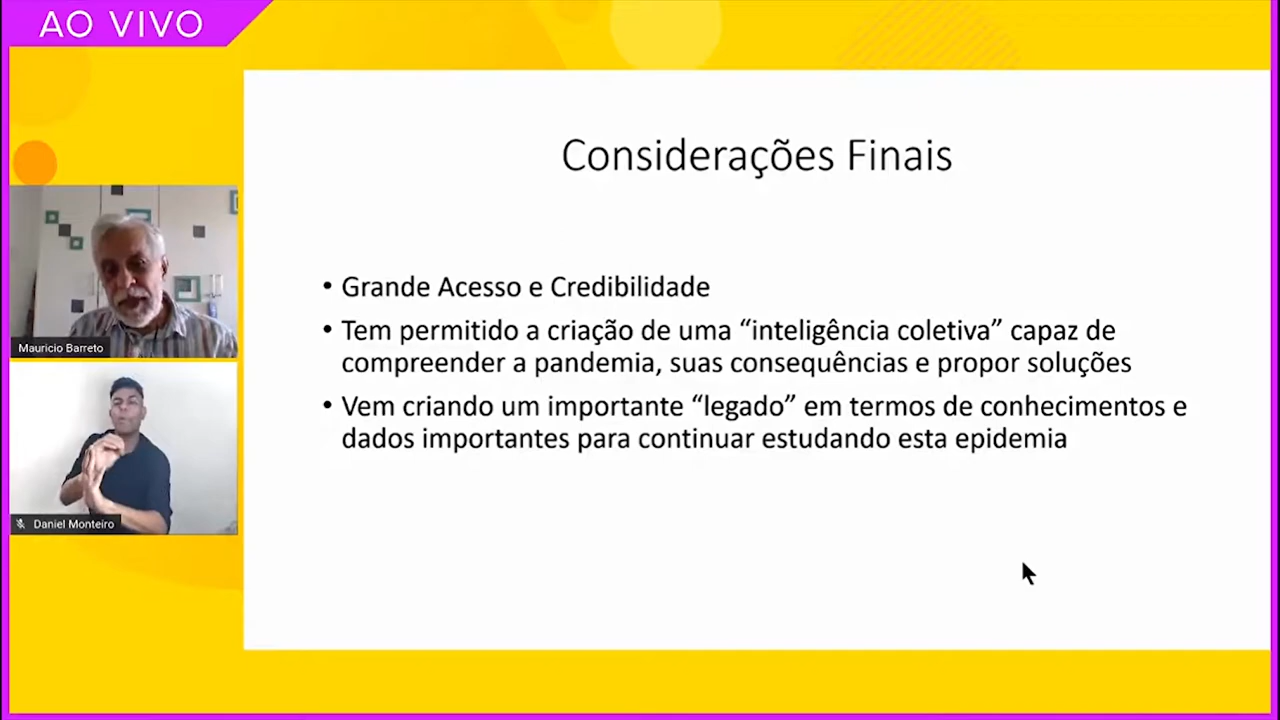 AO VIVO
Considerações Finais
• Grande Acesso e Credibilidade
• Tem permitido a criação de uma “inteligência coletiva” capaz de
compreender a pandemia, suas consequências e propor soluções
• Vem criando um importante “legado” em termos de conhecimentos e
dados importantes para continuar estudando esta epidemia
Mauricio Barreto
Daniel Monteiro